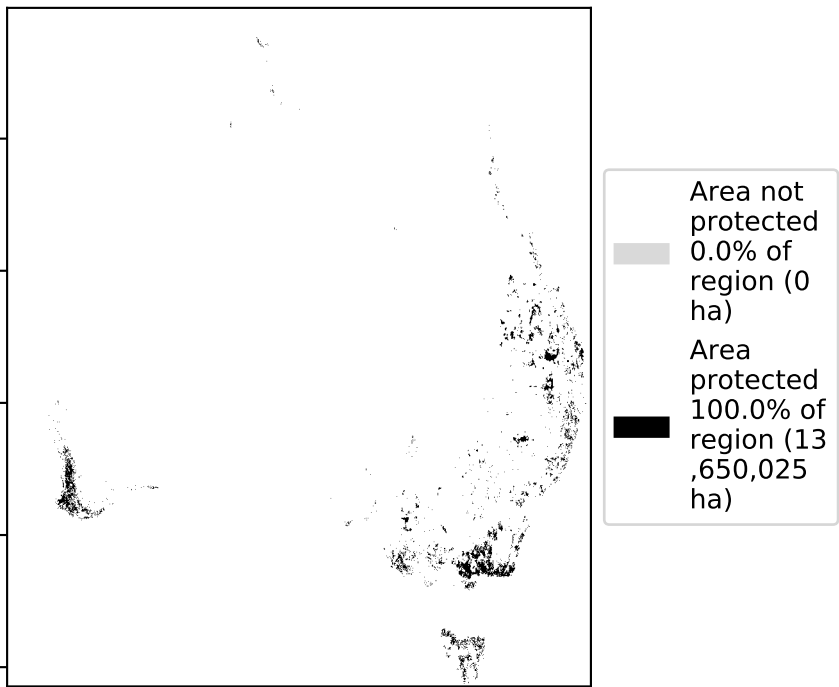 Area not
protected
0.0% of
region (0
ha)
Area
protected
100.0% of
region (13
,650,025
ha)